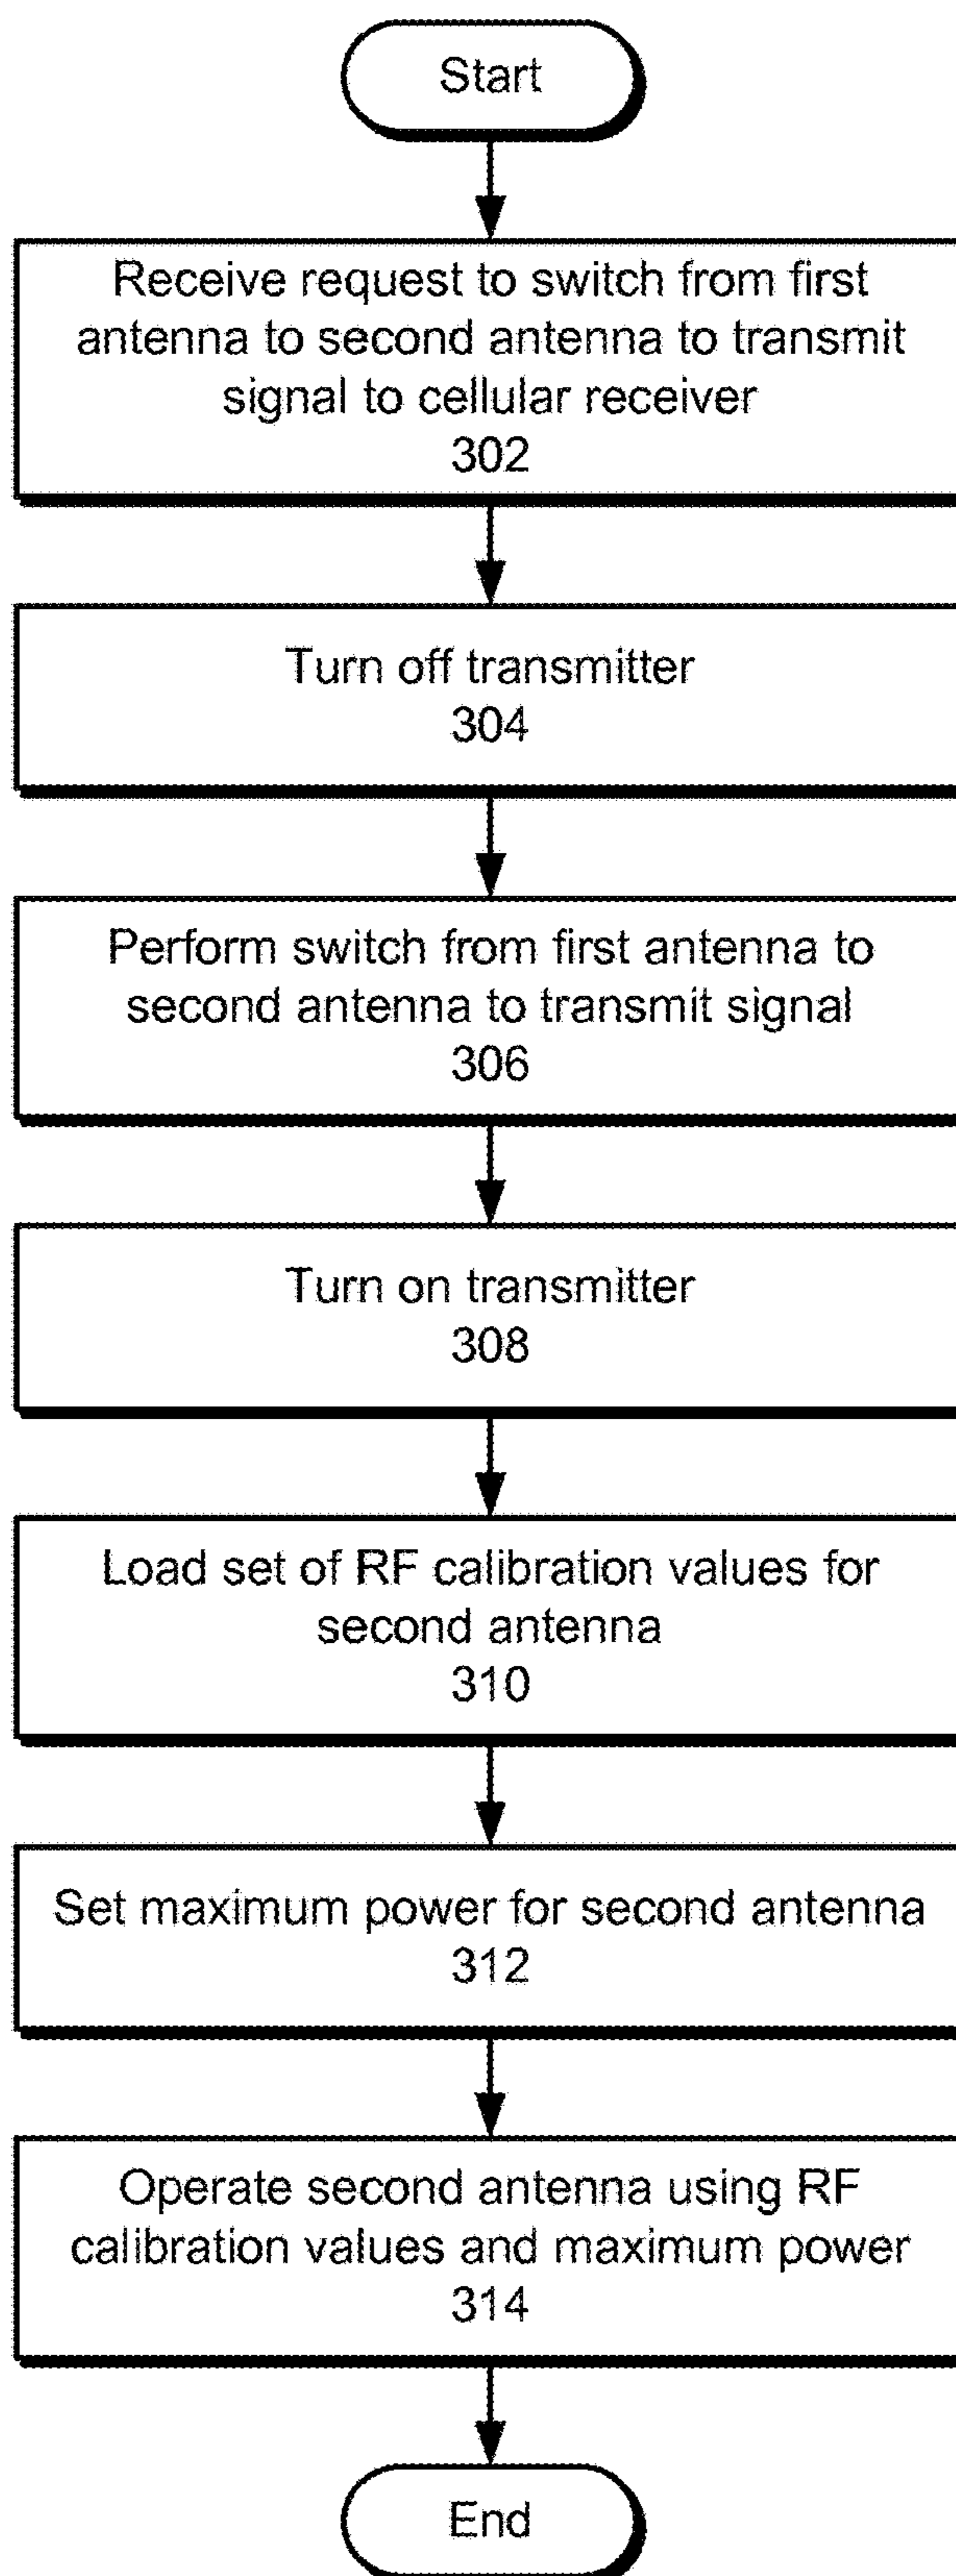 Start
Receive request to switch from first
antenna to second antenna to transmit
signal to cellular receiver
302
Turn off transmitter
304
Perform switch from first antenna to
second antenna to transmit signal
306
Turn on transmitter
308
Load set of RF calibration values for
second antenna
310
Set maximum power for second antenna
312
Operate second antenna using RF
calibration values and maximum power
314
End